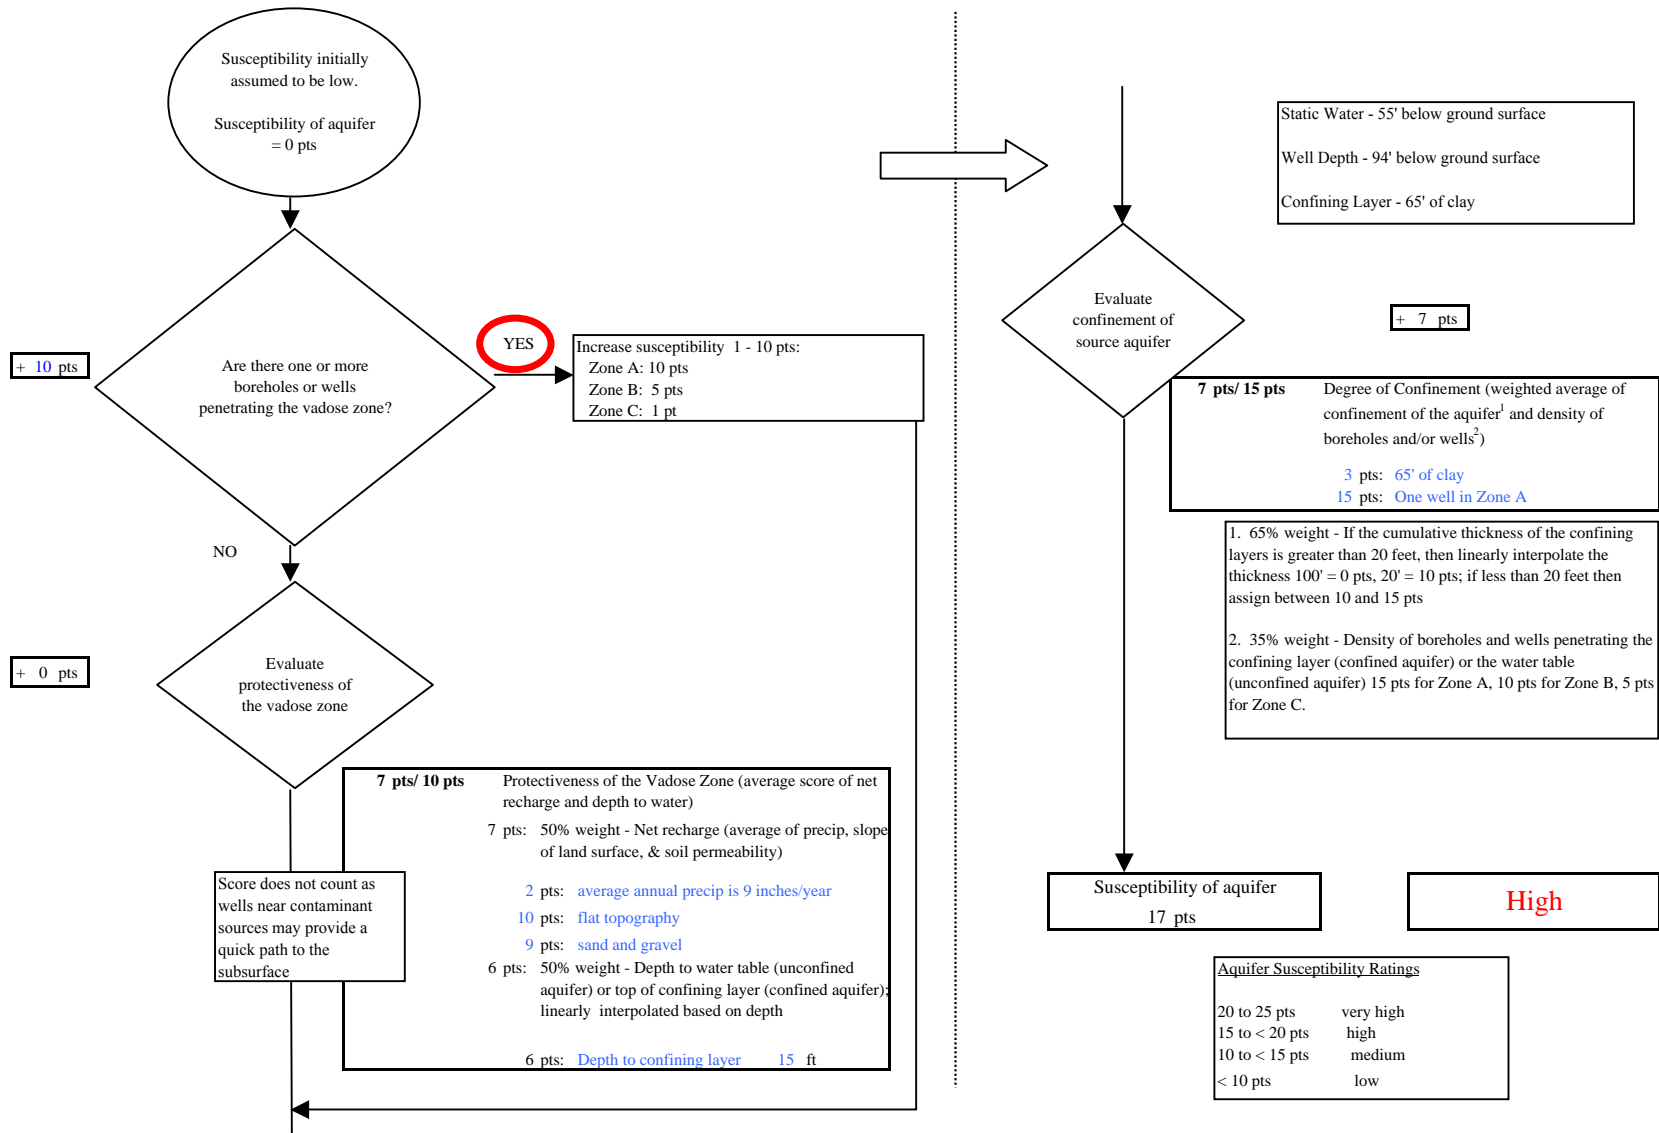 Susceptibility initially
assumed to be low.
Susceptibility of aquifer
= 0 pts
+ 10 pts
Are there one or more
boreholes or wells
penetrating the vadose zone?
YES
Increase susceptibility 1 - 10 pts:
Zone A: 10 pts
Zone B: 5 pts
Zone C: 1 pt
NO
+ 0 pts
Evaluate
protectiveness of
the vadose zone
Score does not count as
wells near contaminant
sources may provide a
quick path to the
subsurface
7 pts/ 10 pts Protectiveness of the Vadose Zone (average score of net
recharge and depth to water)
7 pts: 50% weight - Net recharge (average of precip, slope
of land surface, & soil permeability)
2 pts: average annual precip is 9 inches/year
10 pts: flat topography
9 pts: sand and gravel
6 pts: 50% weight - Depth to water table (unconfined
aquifer) or top of confining layer (confined aquifer);
linearly interpolated based on depth
6 pts: Depth to confining layer 15 ft
Static Water - 55' below ground surface
Well Depth - 94' below ground surface
Confining Layer - 65' of clay
Evaluate
confinement of
source aquifer
+ 7 pts
7 pts/ 15 pts Degree of Confinement (weighted average of
confinement of the aquifer1 and density of
boreholes and/or wells2)
3 pts: 65' of clay
15 pts: One well in Zone A
1. 65% weight - If the cumulative thickness of the confining
layers is greater than 20 feet, then linearly interpolate the
thickness 100' = 0 pts, 20' = 10 pts; if less than 20 feet then
assign between 10 and 15 pts
2. 35% weight - Density of boreholes and wells penetrating the
confining layer (confined aquifer) or the water table
(unconfined aquifer) 15 pts for Zone A, 10 pts for Zone B, 5 pts
for Zone C.
Susceptibility of aquifer
17 pts
High
Aquifer Susceptibility Ratings
20 to 25 pts very high
15 to < 20 pts high
10 to < 15 pts medium
< 10 pts low